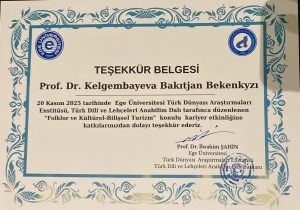 TEŞEKKÜR BELGESİ
Prof. Dr. Kelgembayeva Bakıtjan Bekenkyzı
20 Kasım 2025 tarihinde Ege Üniversitesi Türk Dünyası Araştırmaları
Enstitüsü, Türk Dili ve Lehçeleri Anabilim Dalı tarafınca düzenlenen
"Folklor ve Kültürel-Bilişsel Turizm" konulu kariyer etkinliğine
katkılarınızdan dolayı teşekkür ederiz.
Prof. Dr. İbrahim ŞAHİN
Ege Üniversitesi
Türk Dünyası Araştırmaları Enstitüsü
Türk Dili ve Lehçeleri Anabilim Dalı Başkanı